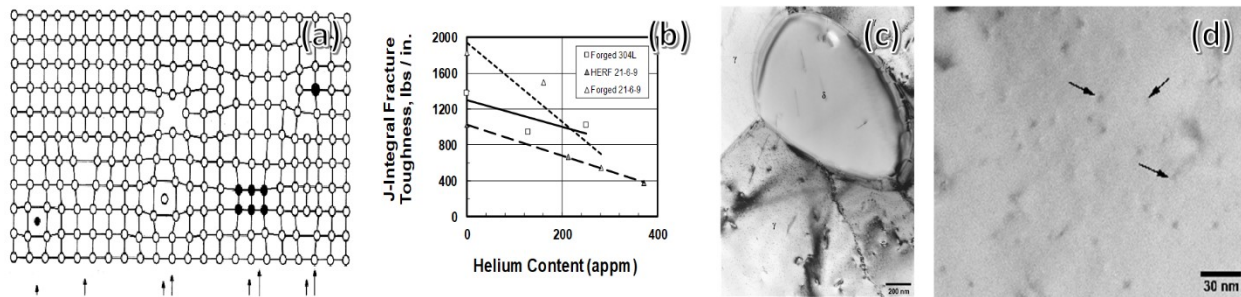 (a)
J-Integral Fracture
Toughness, lbs / in.
2000
1600
1200
800
400
0
0
200
400
Helium Content (appm)
Forged 304L
HERF 21-6-9
Forged 21-6-9
(b)
(c)
γ
δ
γ
200 nm
(d)
30 nm